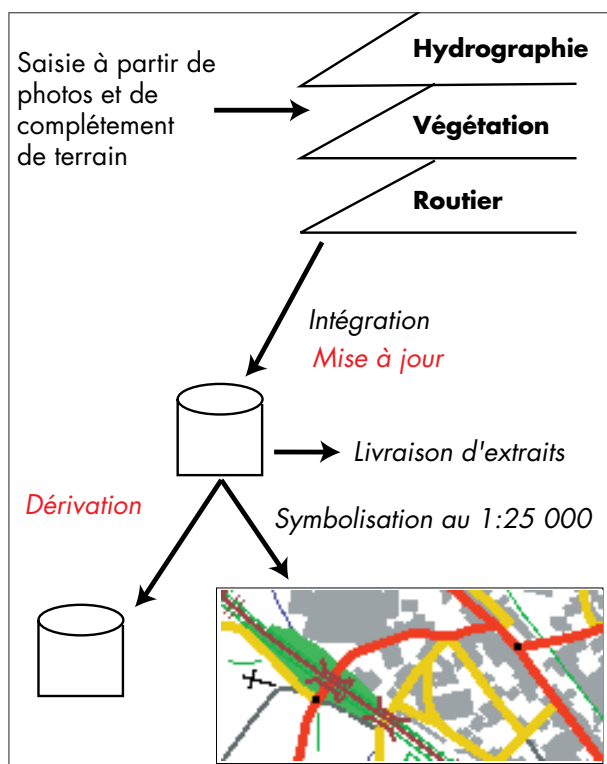 Hydrographie
Saisie à partir de
photos et de
complétement
de terrain
Végétation
Routier
Intégration
Mise à jour
Livraison d'extraits
Dérivation
Symbolisation au 1:25 000